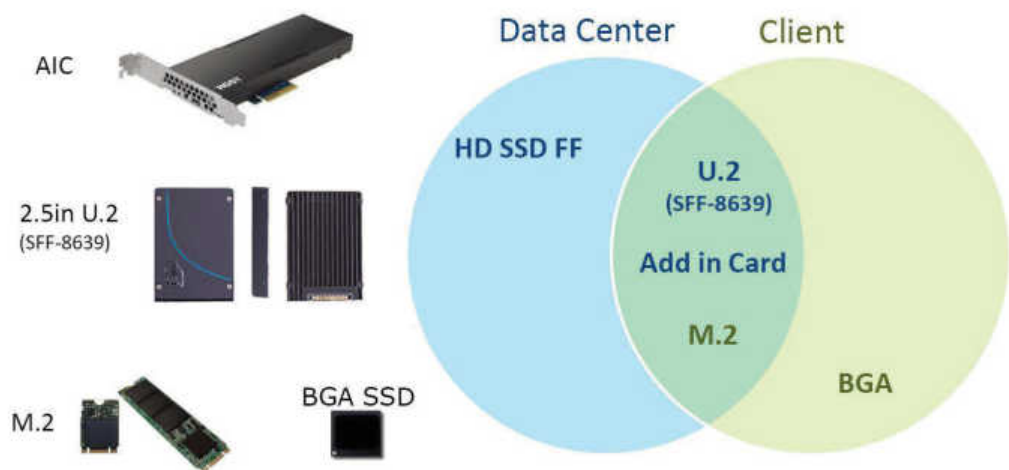 Data Center
Client
AIC
HD SSD FF
U.2
(SFF-8639)
Add in Card
M.2
BGA
2.5in U.2
(SFF-8639)
M.2
BGA SSD